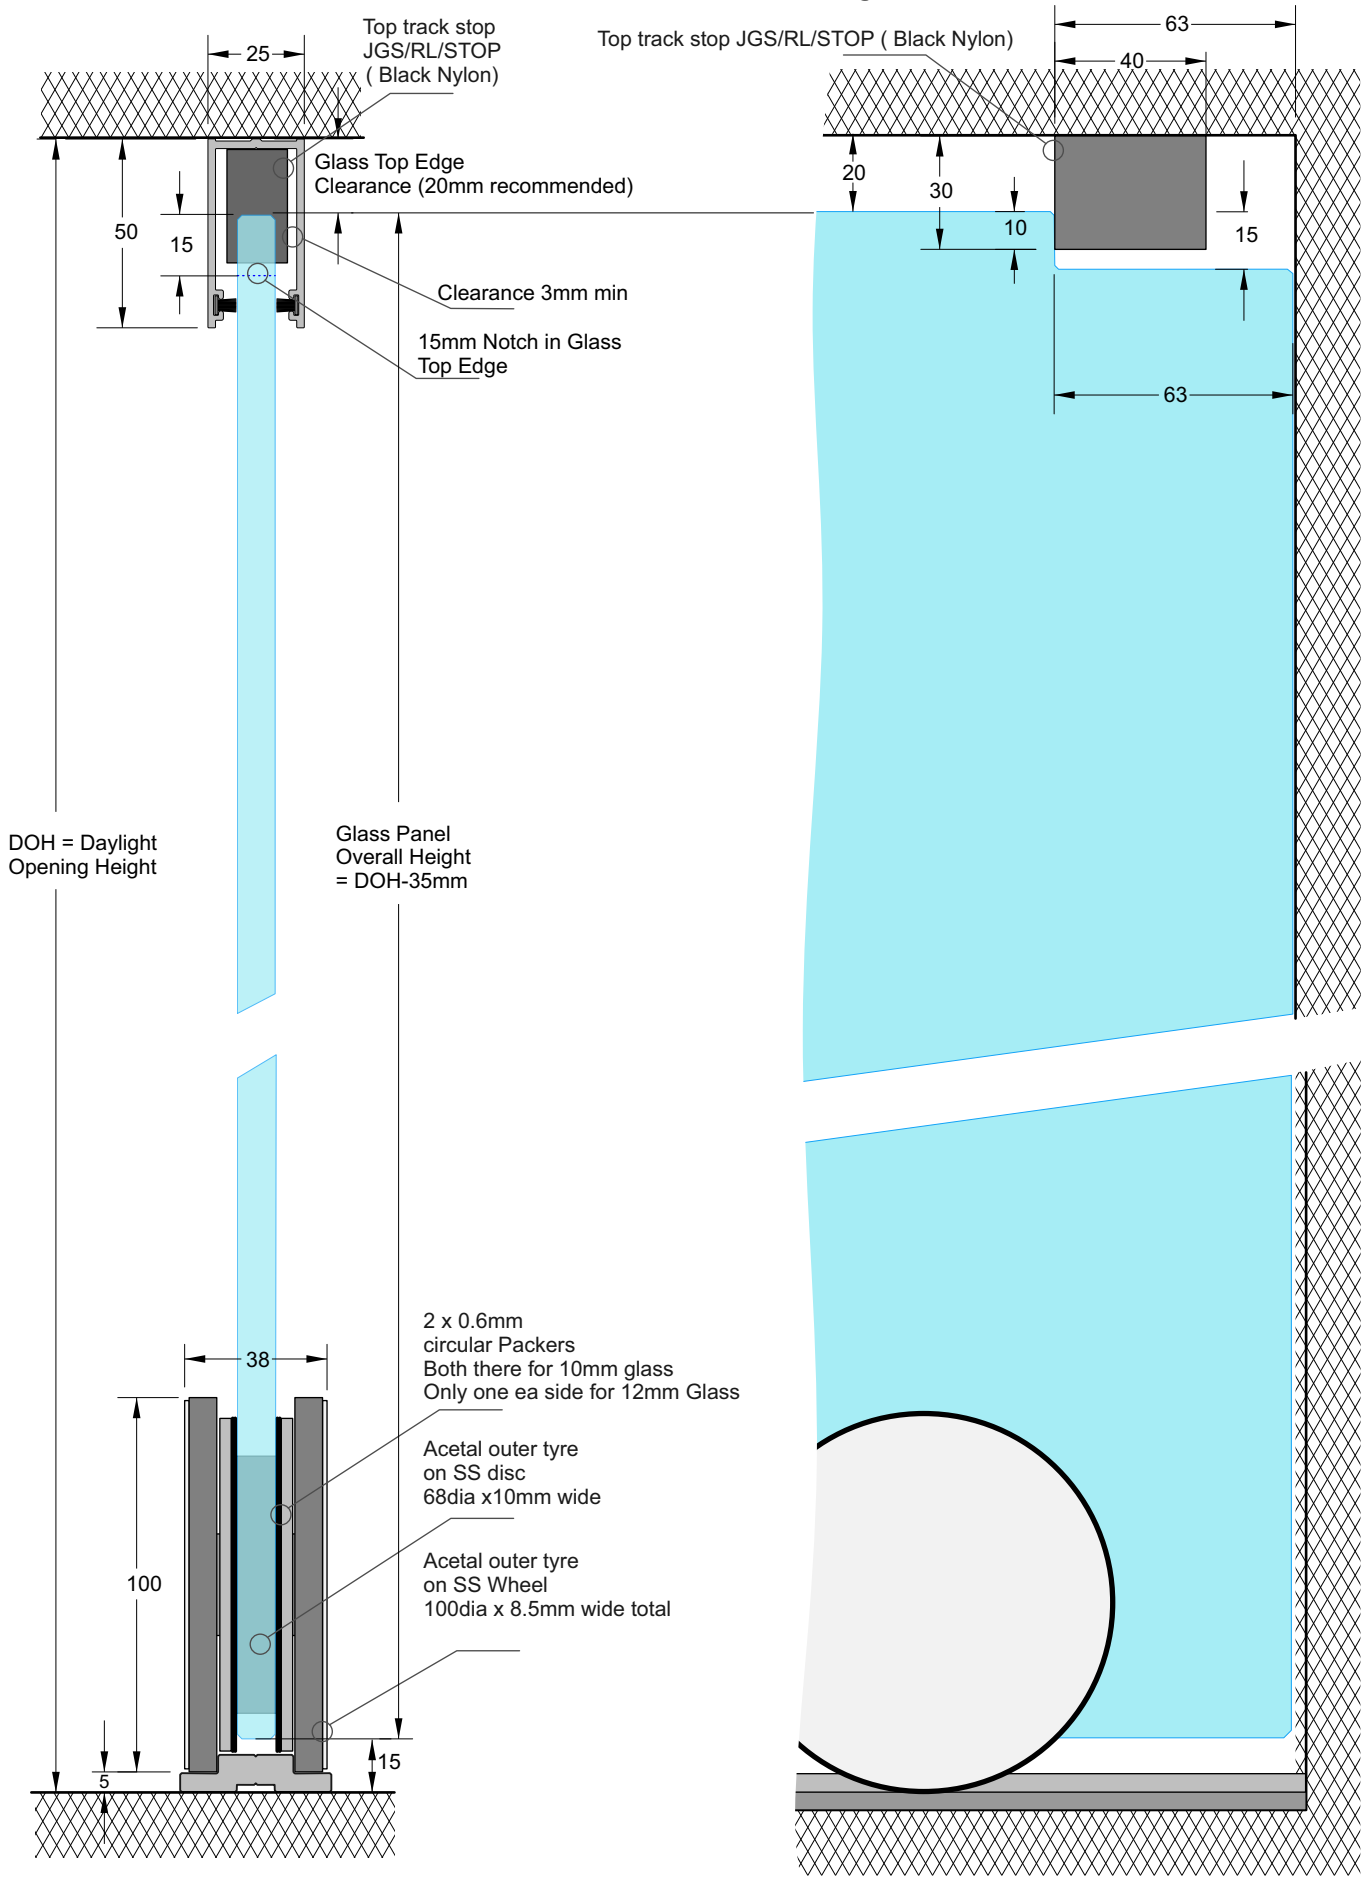 Top track stop
JGS/RL/STOP
( Black Nylon)
25
Top track stop JGS/RL/STOP ( Black Nylon)
63
40
Glass Top Edge
Clearance (20mm recommended)
20
30
10
15
50
15
Clearance 3mm min
15mm Notch in Glass
Top Edge
63
DOH = Daylight
Opening Height
Glass Panel
Overall Height
= DOH-35mm
2 x 0.6mm
circular Packers
Both there for 10mm glass
Only one ea side for 12mm Glass
38
Acetal outer tyre
on SS disc
68dia x10mm wide
Acetal outer tyre
on SS Wheel
100dia x 8.5mm wide total
100
15
5